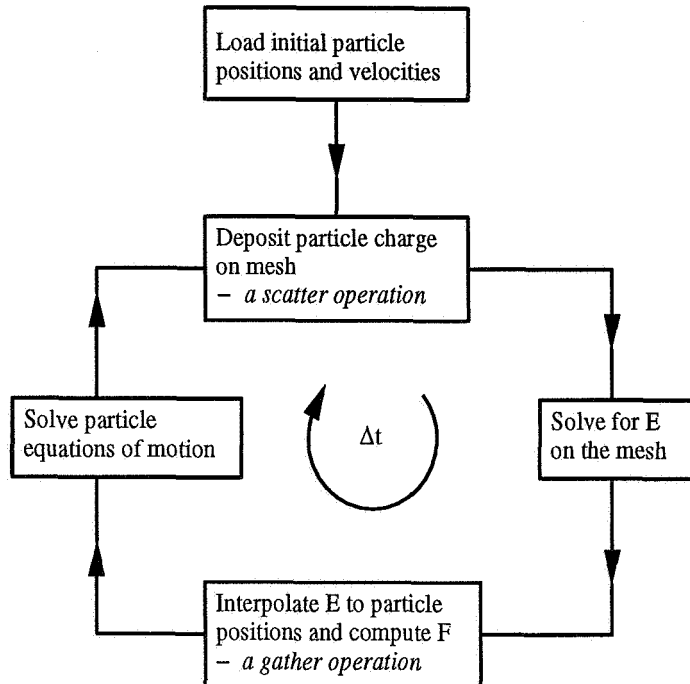 Load initial particle
positions and velocities
Deposit particle charge
on mesh
– a scatter operation
Solve particle
equations of motion
Δt
Solve for E
on the mesh
Interpolate E to particle
positions and compute F
– a gather operation